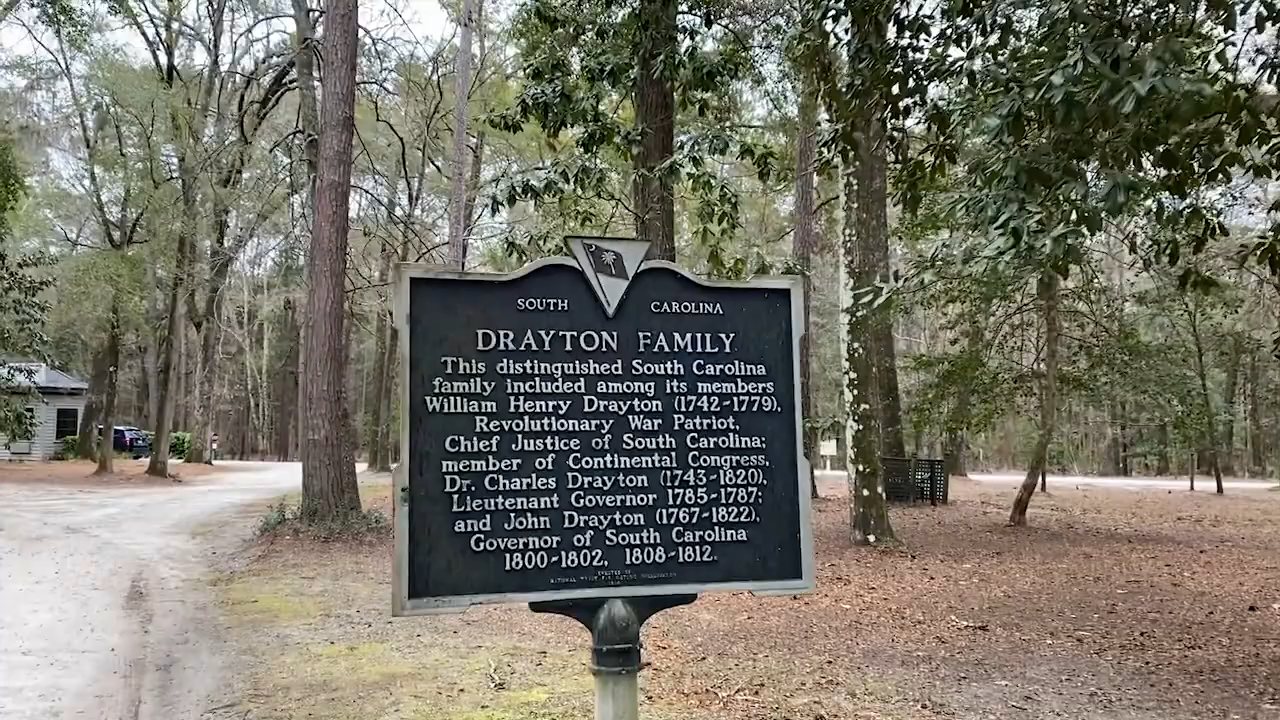 SOUTH CAROLINA
DRAYTON FAMILY
This distinguished South Carolina
family included among its members
William Henry Drayton (1742-1779),
Revolutionary War Patriot,
Chief Justice of South Carolina;
member of Continental Congress,
Dr. Charles Drayton (1743-1820),
Lieutenant Governor 1785-1787;
and John Drayton (1767-1822),
Governor of South Carolina
1800-1802, 1808-1812.
ERECTED BY